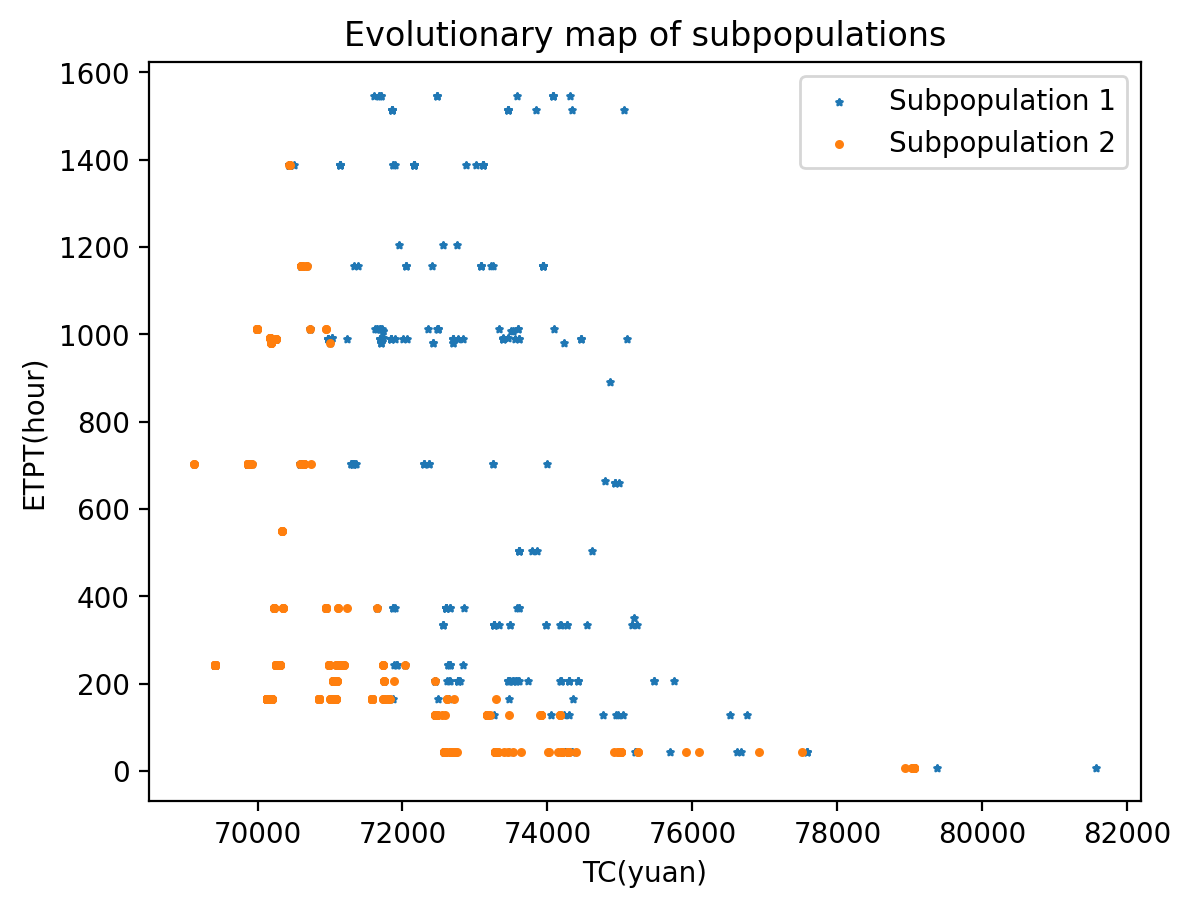 Evolutionary map of subpopulations
1600
1400
1200
1000
800
600
400
200
0
ETPT(hour)
Subpopulation 1
Subpopulation 2
70000 72000 74000 76000 78000 80000 82000
TC(yuan)